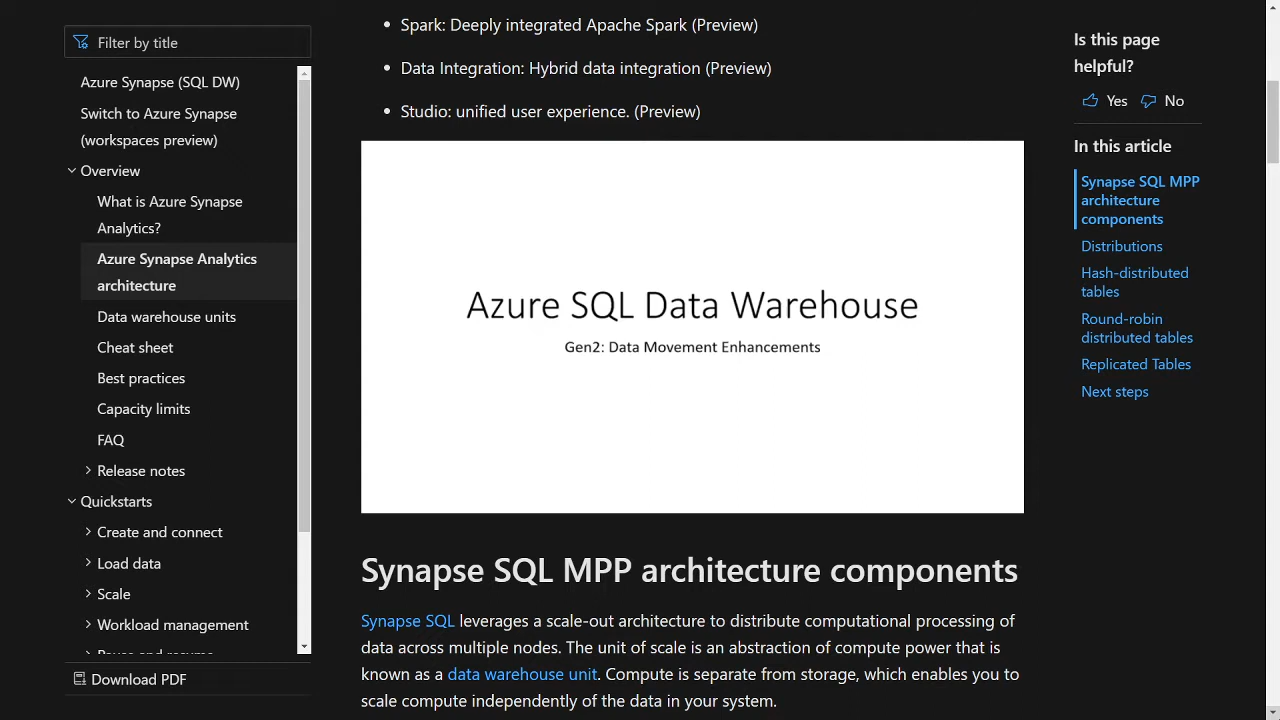 Filter by title
Azure Synapse (SQL DW)
Switch to Azure Synapse
(workspaces preview)
Overview
What is Azure Synapse
Analytics?
Azure Synapse Analytics
architecture
Data warehouse units
Cheat sheet
Best practices
Capacity limits
FAQ
Release notes
Quickstarts
Create and connect
Load data
Scale
Workload management
Pause and resume
Download PDF
Spark: Deeply integrated Apache Spark (Preview)
Data Integration: Hybrid data integration (Preview)
Studio: unified user experience. (Preview)
Azure SQL Data Warehouse
Gen2: Data Movement Enhancements
Synapse SQL MPP architecture components
Synapse SQL leverages a scale-out architecture to distribute computational processing of
data across multiple nodes. The unit of scale is an abstraction of compute power that is
known as a data warehouse unit. Compute is separate from storage, which enables you to
scale compute independently of the data in your system.
Is this page
helpful?
Yes No
In this article
Synapse SQL MPP
architecture
components
Distributions
Hash-distributed
tables
Round-robin
distributed tables
Replicated Tables
Next steps